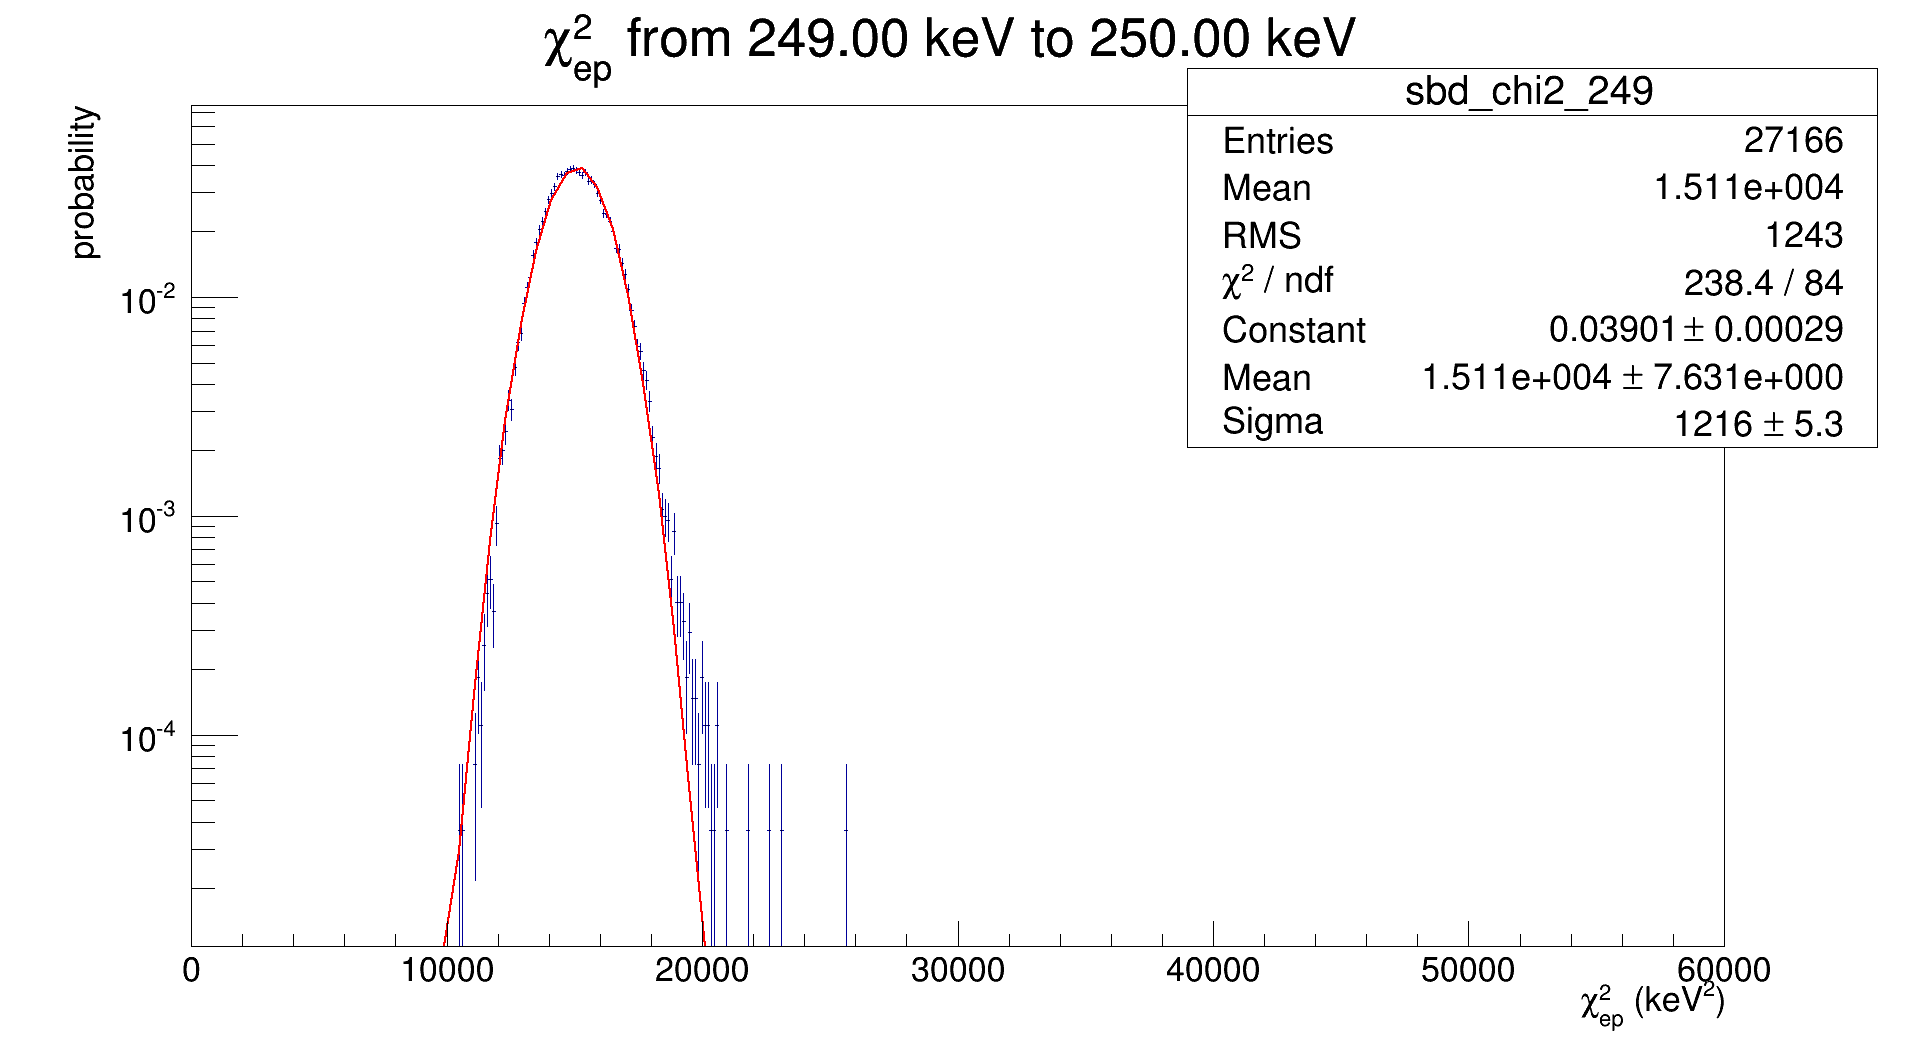 χ²ep from 249.00 keV to 250.00 keV
sbd_chi2_249
Entries 27166
Mean 1.511e+004
RMS 1243
χ² / ndf 238.4 / 84
Constant 0.03901 ± 0.00029
Mean 1.511e+004 ± 7.631e+000
Sigma 1216 ± 5.3
probability
10⁻²
10⁻³
10⁻⁴
0 10000 20000 30000 40000 50000 60000
χ²ep (keV²)